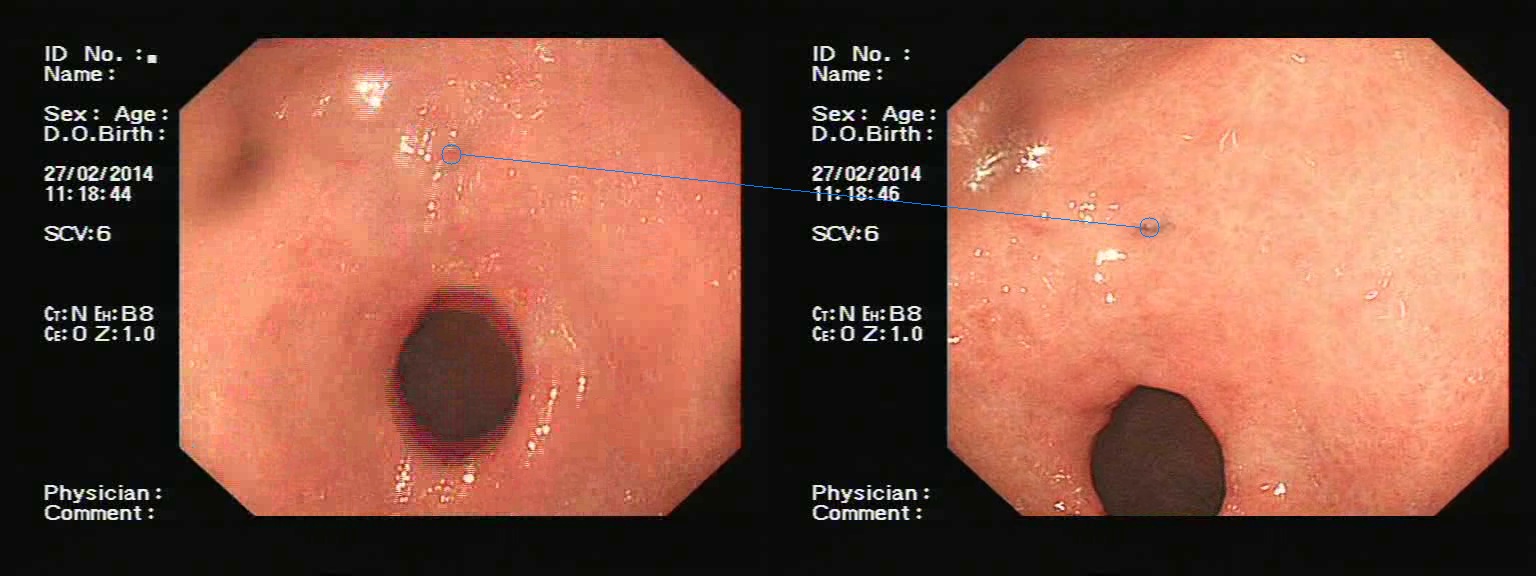 ID No. :
Name:
Sex: Age:
D.O.Birth:
27/02/2014
11:18:44
SCV:6
CT:N EH:B8
CE:0 Z:1.0
Physician:
Comment:
ID No. :
Name:
Sex: Age:
D.O.Birth:
27/02/2014
11:18:46
SCV:6
CT:N EH:B8
CE:0 Z:1.0
Physician:
Comment: